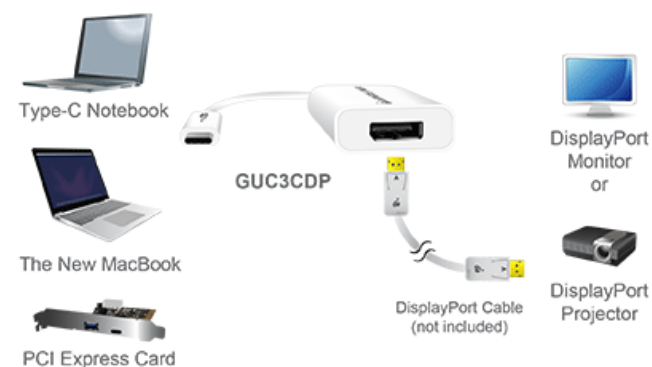 Type-C Notebook
The New MacBook
PCI Express Card
GUC3CDP
DisplayPort Cable
(not included)
DisplayPort
Monitor
or
DisplayPort
Projector